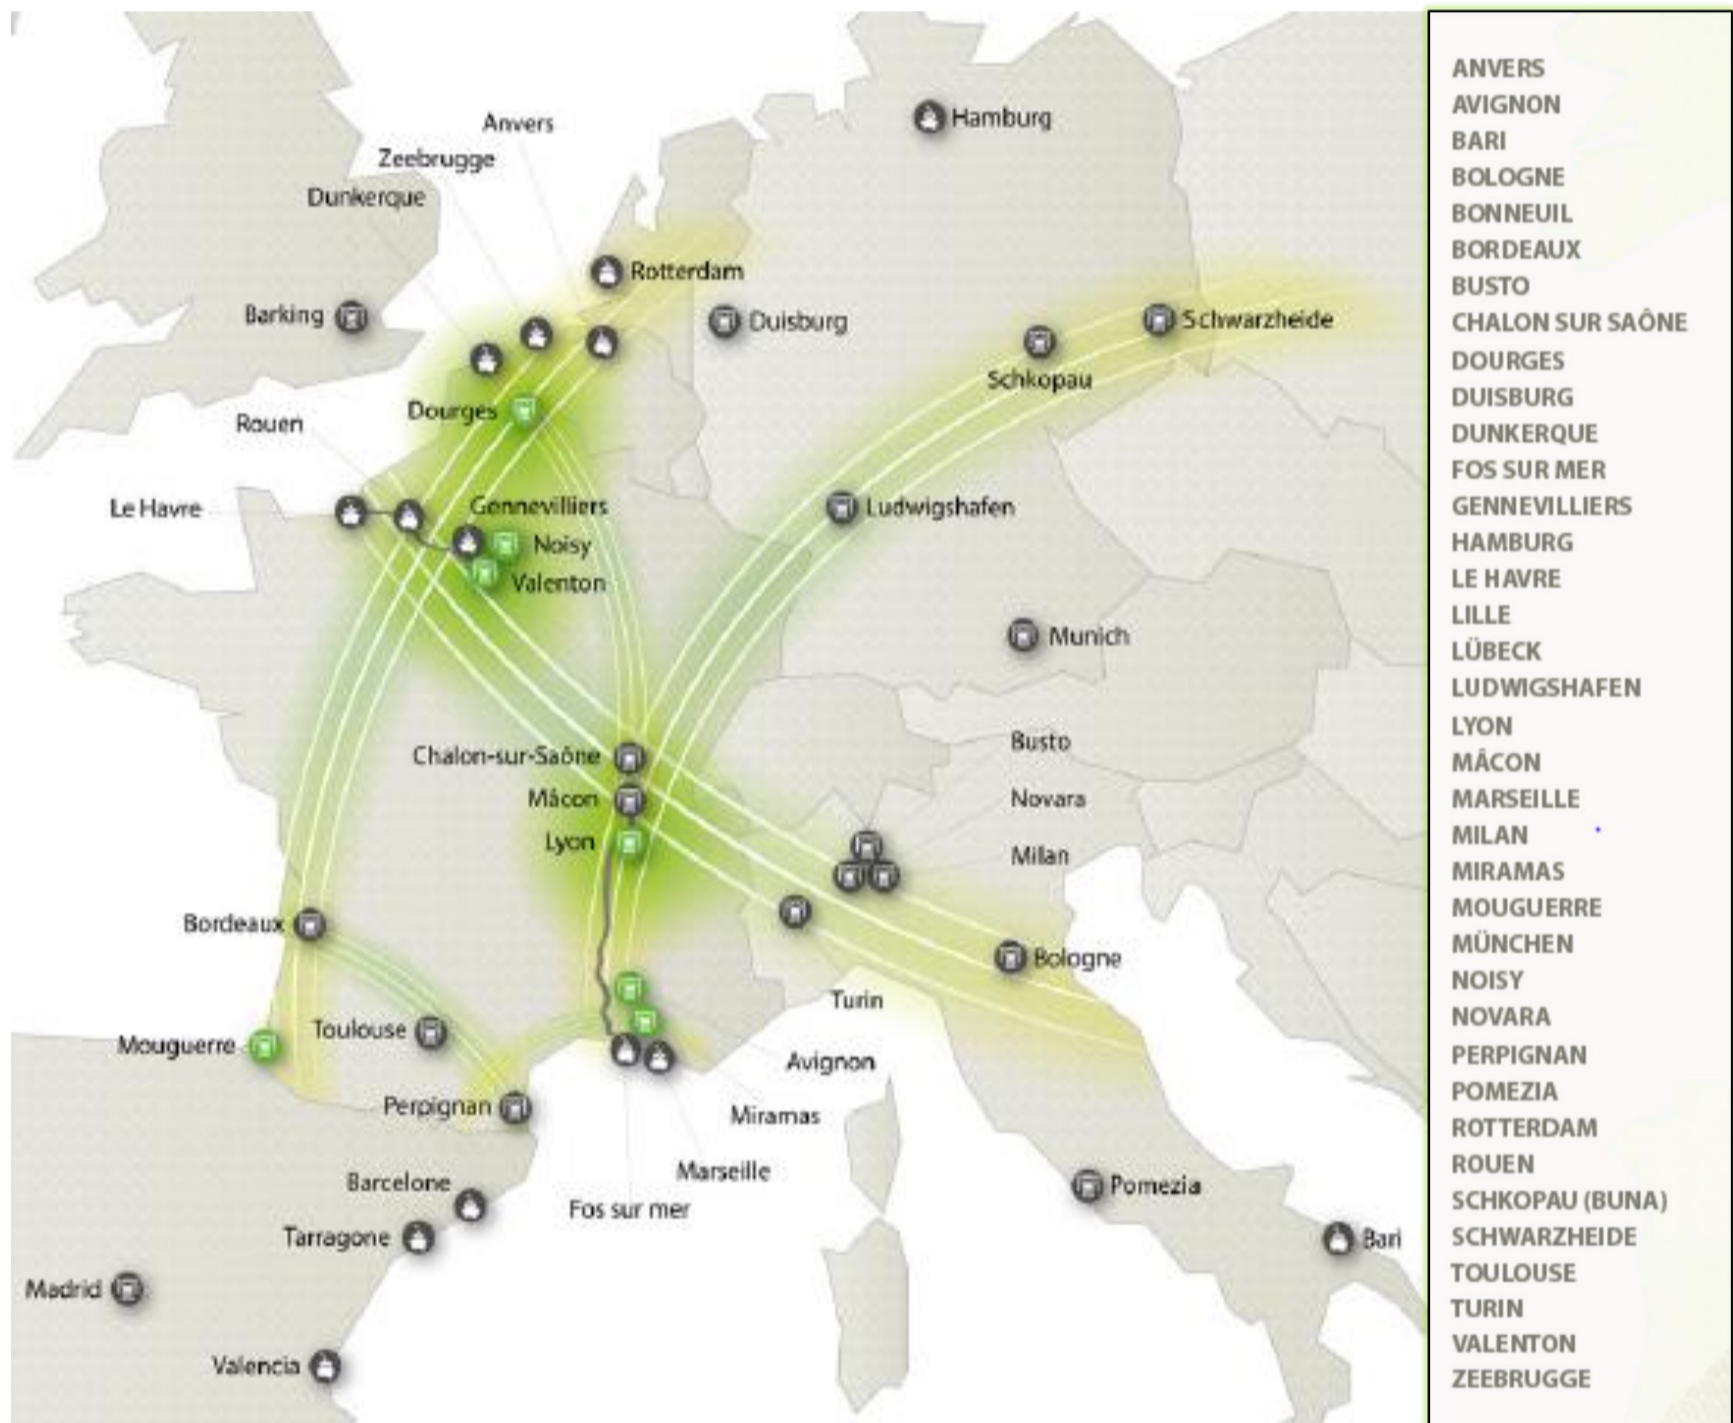 Hamburg
Anvers
Zeebrugge
Dunkerque
Rotterdam
Barking
Duisburg
Schwarzheide
Schkopau
Dourges
Rouen
Le Havre
Gennevilliers
Ludwigshafen
Noisy
Valenton
Munich
Chalon-sur-Saône
Busto
Mâcon
Novara
Lyon
Milan
Bordeaux
Bologne
Turin
Toulouse
Mouguerre
Avignon
Perpignan
Miramas
Marseille
Barcelone
Pomezia
Fos sur mer
Tarragone
Bari
Madrid
Valencia
ANVERS
AVIGNON
BARI
BOLOGNE
BONNEUIL
BORDEAUX
BUSTO
CHALON SUR SAÔNE
DOURGES
DUISBURG
DUNKERQUE
FOS SUR MER
GENNEVILLIERS
HAMBURG
LE HAVRE
LILLE
LÜBECK
LUDWIGSHAFEN
LYON
MÂCON
MARSEILLE
MILAN
MIRAMAS
MOUGUERRE
MÜNCHEN
NOISY
NOVARA
PERPIGNAN
POMEZIA
ROTTERDAM
ROUEN
SCHKOPAU (BUNA)
SCHWARZHEIDE
TOULOUSE
TURIN
VALENTON
ZEEBRUGGE